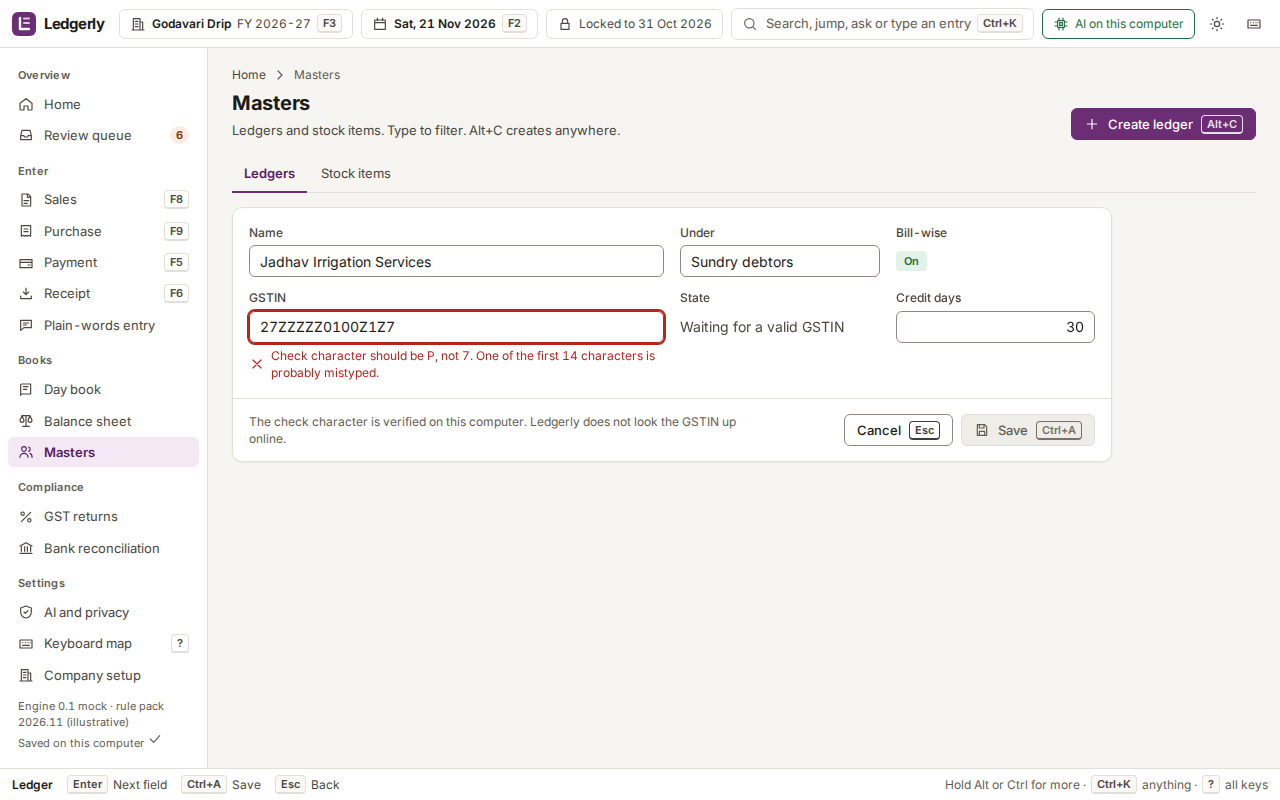 Ledgerly
Godavari Drip FY 2026-27 F3
Sat, 21 Nov 2026 F2
Locked to 31 Oct 2026
Search, jump, ask or type an entry Ctrl+K
AI on this computer
Overview
Home
Review queue 6
Enter
Sales F8
Purchase F9
Payment F5
Receipt F6
Plain-words entry
Books
Day book
Balance sheet
Masters
Compliance
GST returns
Bank reconciliation
Settings
AI and privacy
Keyboard map ?
Company setup
Engine 0.1 mock · rule pack
2026.11 (illustrative)
Saved on this computer
Home Masters
Masters
Ledgers and stock items. Type to filter. Alt+C creates anywhere.
Create ledger Alt+C
Ledgers Stock items
Name Under Bill-wise
Jadhav Irrigation Services Sundry debtors On
GSTIN State Credit days
27ZZZZZ0100Z1Z7 Waiting for a valid GSTIN 30
Check character should be P, not 7. One of the first 14 characters is
probably mistyped.
The check character is verified on this computer. Ledgerly does not look the GSTIN up
online.
Cancel Esc Save Ctrl+A
Ledger Enter Next field Ctrl+A Save Esc Back
Hold Alt or Ctrl for more · Ctrl+K anything · ? all keys